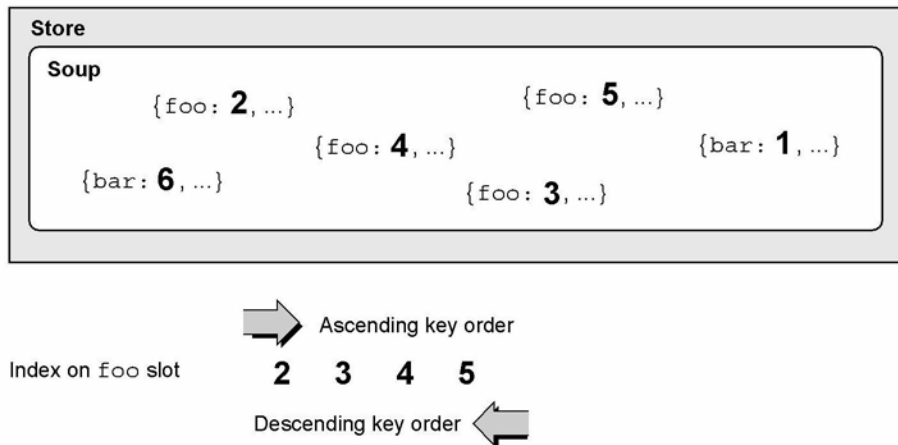 Store
Soup
{foo: 2, ...}
{foo: 5, ...}
{foo: 4, ...}
{bar: 1, ...}
{bar: 6, ...}
{foo: 3, ...}
Ascending key order
Index on foo slot 2 3 4 5
Descending key order